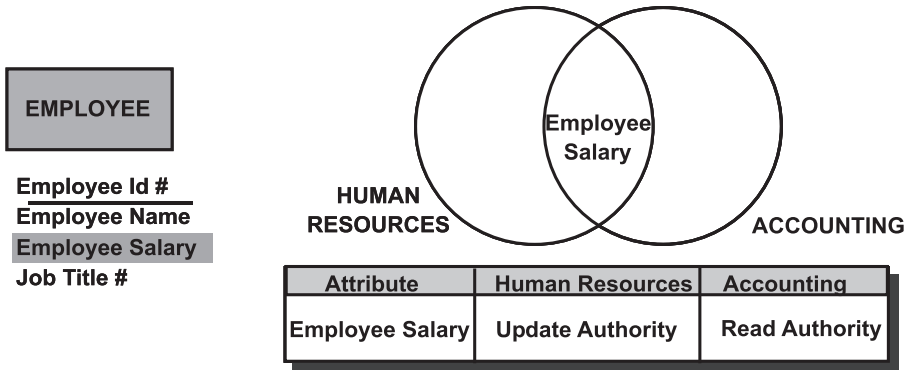 EMPLOYEE
Employee Id #
Employee Name
Employee Salary
Job Title #
Employee
Salary
HUMAN
RESOURCES
ACCOUNTING
Attribute Human Resources Accounting
Employee Salary Update Authority Read Authority